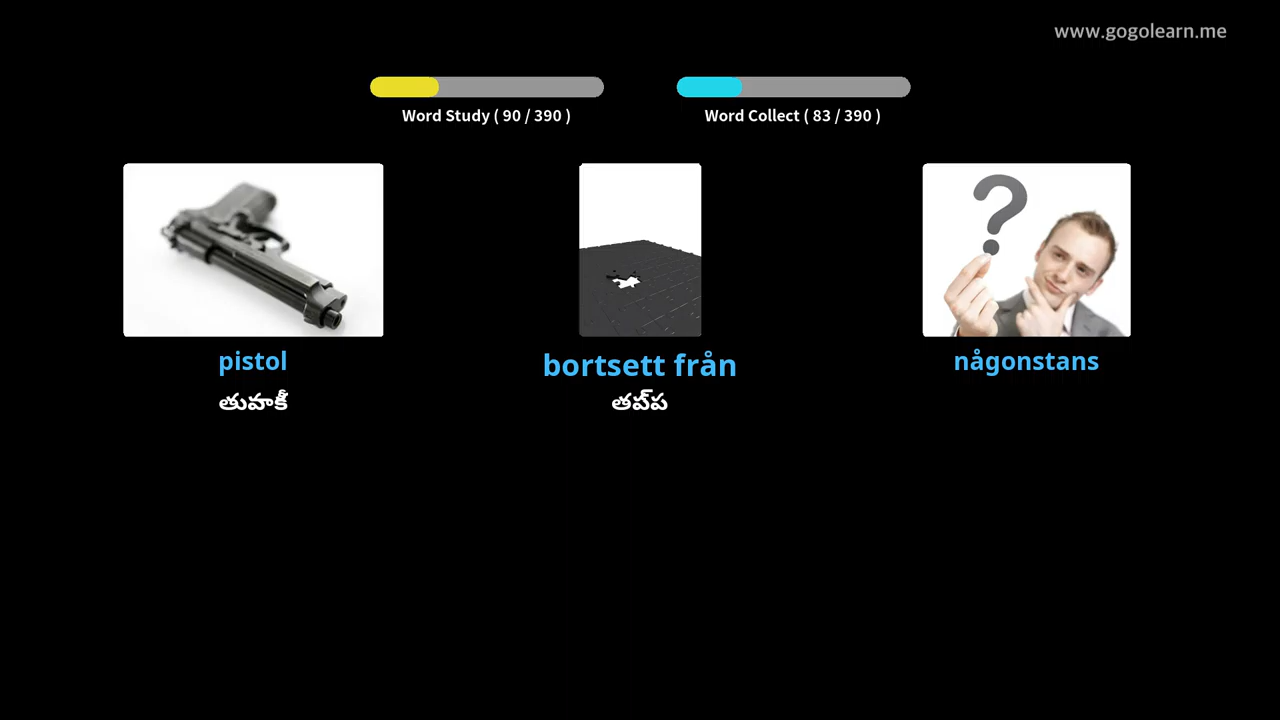 www.gogolearn.me
Word Study ( 90 / 390 )
Word Collect ( 83 / 390 )
pistol
bortsett från
någonstans
తుపాకీ
తప్ప